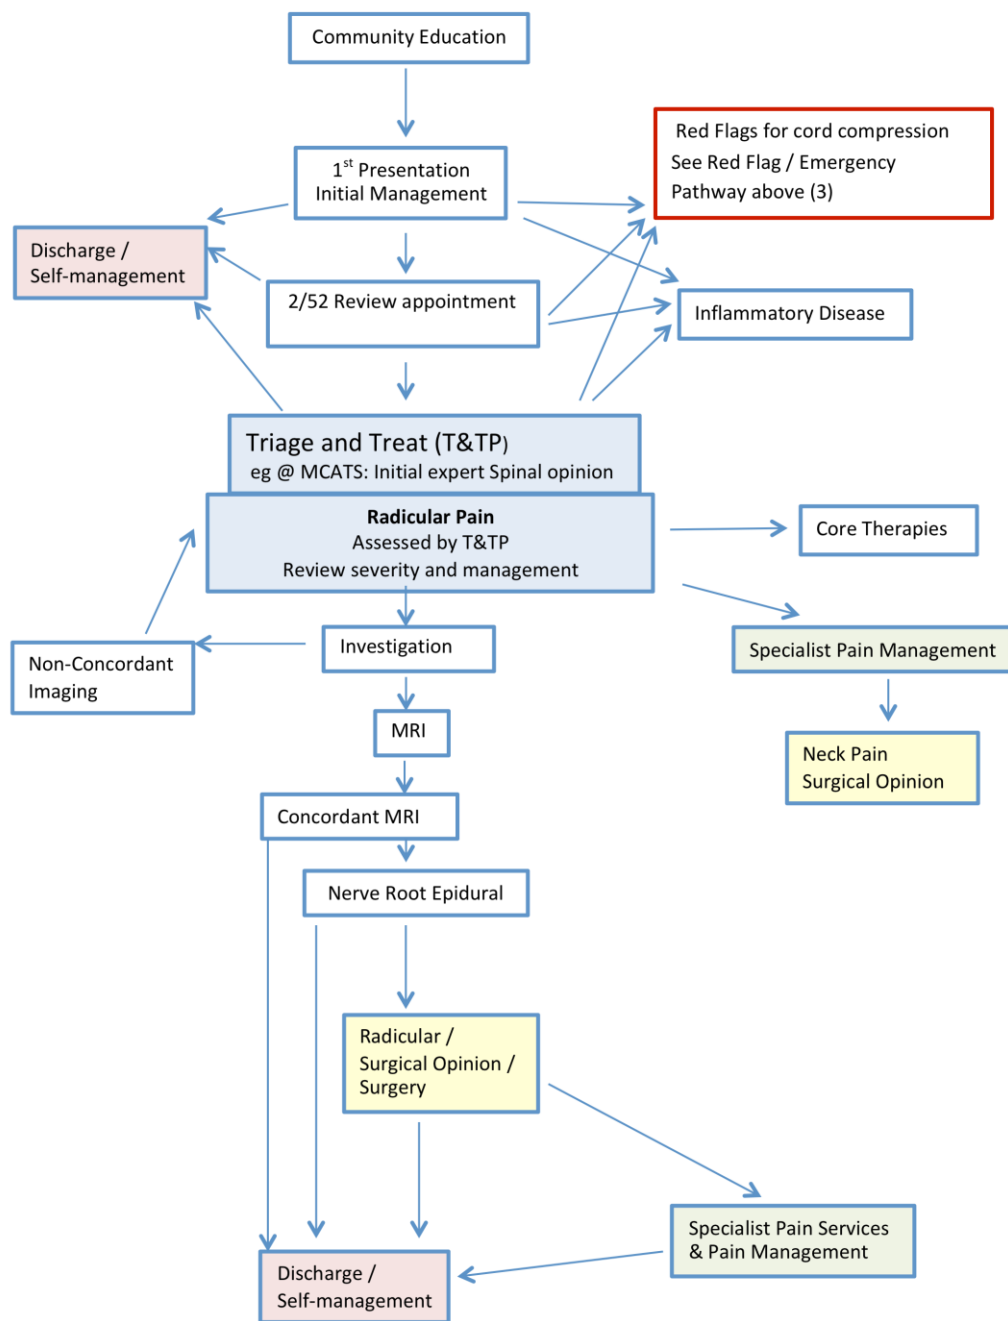 Community Education
Red Flags for cord compression
See Red Flag / Emergency
Pathway above (3)
1st Presentation
Initial Management
Discharge /
Self-management
2/52 Review appointment
Inflammatory Disease
Triage and Treat (T&TP)
eg @ MCATS: Initial expert Spinal opinion
Radicular Pain
Assessed by T&TP
Review severity and management
Core Therapies
Investigation
Non-Concordant
Imaging
Specialist Pain Management
MRI
Neck Pain
Surgical Opinion
Concordant MRI
Nerve Root Epidural
Radicular /
Surgical Opinion /
Surgery
Specialist Pain Services
& Pain Management
Discharge /
Self-management